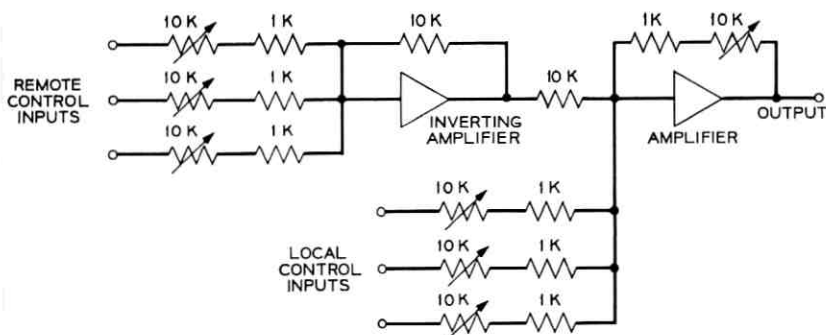 10 K 1 K 10 K 1 K 10 K
10 K 1 K 10 K
REMOTE
CONTROL
INPUTS
INVERTING
AMPLIFIER
AMPLIFIER
OUTPUT
10 K 1 K
10 K 1 K
10 K 1 K
LOCAL
CONTROL
INPUTS
10 K 1 K